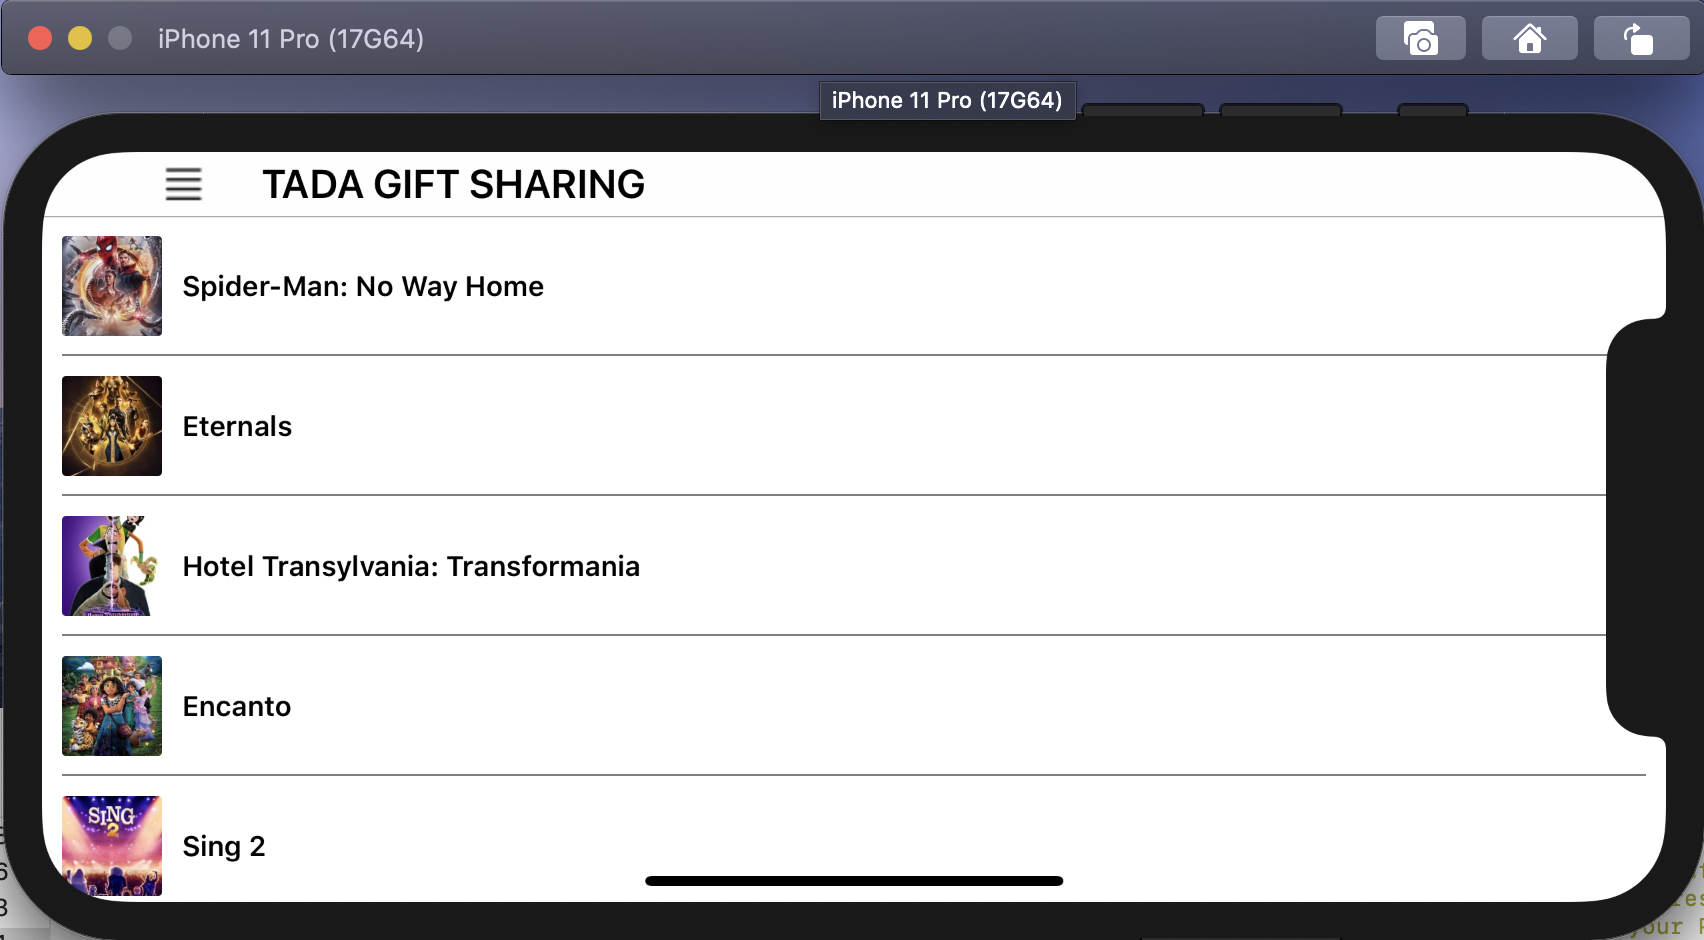 iPhone 11 Pro (17G64)
iPhone 11 Pro (17G64)
TADA GIFT SHARING
Spider-Man: No Way Home
Eternals
Hotel Transylvania: Transformania
Encanto
SING
2
Sing 2
your